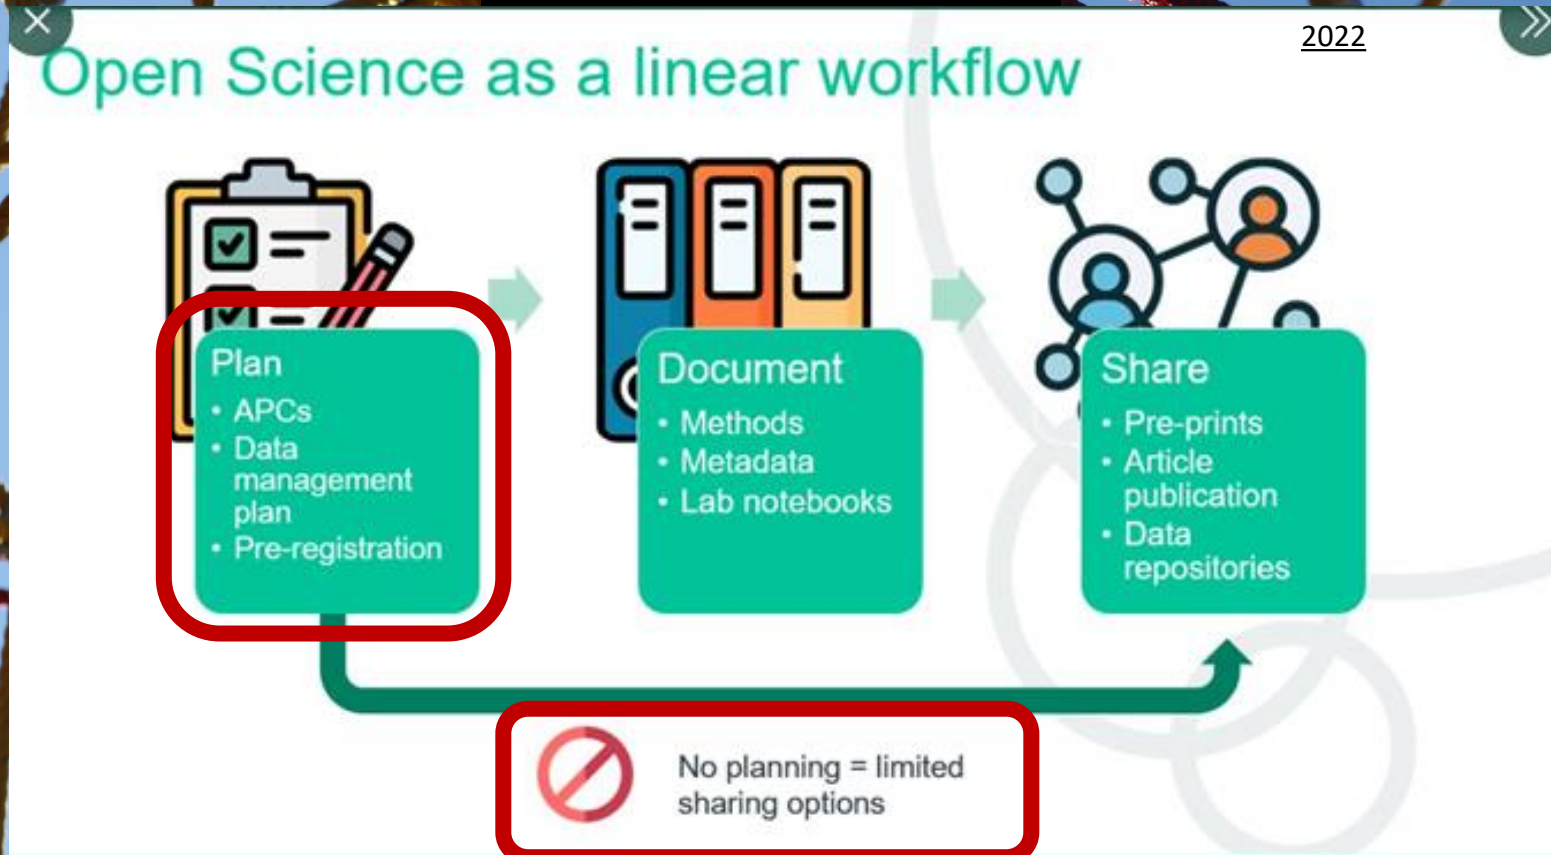 2022
Open Science as a linear workflow
Plan
• APCs
• Data
management
plan
• Pre-registration
Document
• Methods
• Metadata
• Lab notebooks
Share
• Pre-prints
• Article
publication
• Data
repositories
No planning = limited
sharing options